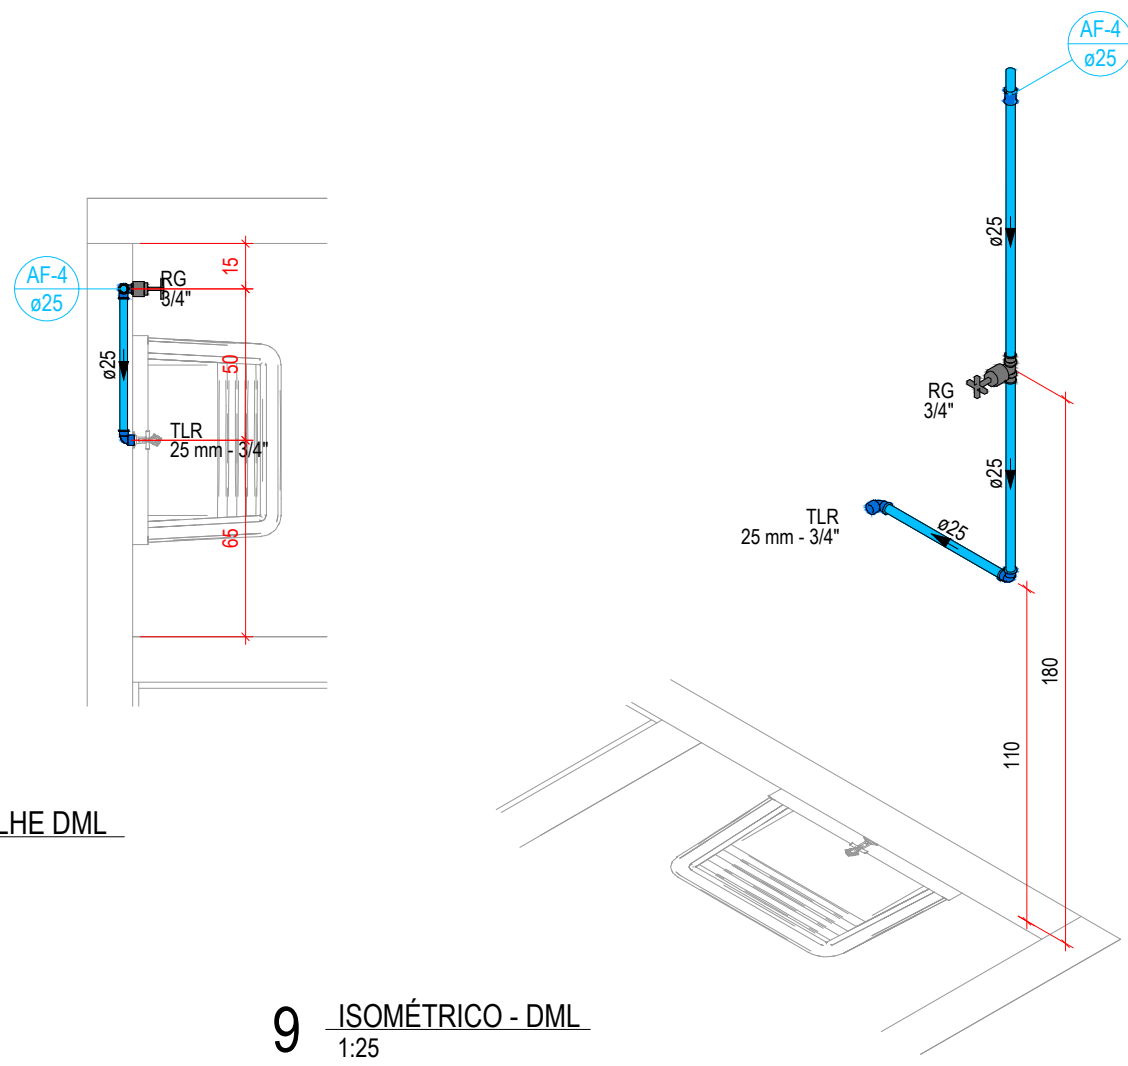 AF-4
ø25
RG
3/4"
15
50
65
ø25
TLR
25 mm - 3/4"
LHE DML
AF-4
ø25
ø25
RG
3/4"
ø25
ø25
TLR
25 mm - 3/4"
180
110
9
ISOMÉTRICO - DML
1:25